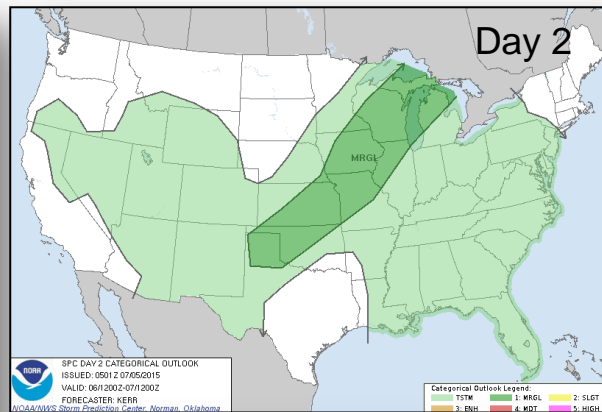 Day 2
MRGL
NOAA
SPC DAY 2 CATEGORICAL OUTLOOK
ISSUED: 0501Z 07/05/2015
VALID: 06/1200Z-07/1200Z
FORECASTER: KERR
NOAA/NWS Storm Prediction Center, Norman, Oklahoma
Categorical Outlook Legend:
TSTM 1: MRGL 2: SLGT
3: ENH 4: MDT 5: HIGH